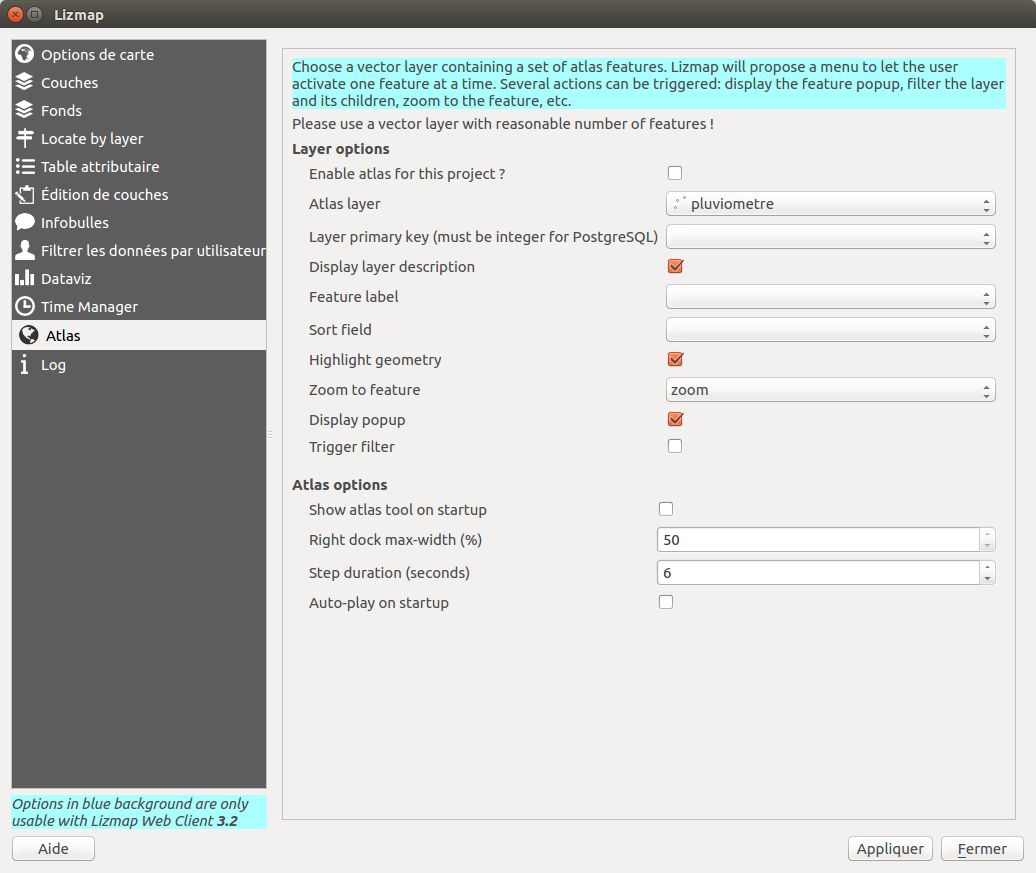 Lizmap
Options de carte
Couches
Fonds
Locate by layer
Table attributaire
Édition de couches
Infobulles
Filtrer les données par utilisateur
Dataviz
Time Manager
Atlas
Log
Options in blue background are only
usable with Lizmap Web Client 3.2
Choose a vector layer containing a set of atlas features. Lizmap will propose a menu to let the user
activate one feature at a time. Several actions can be triggered: display the feature popup, filter the layer
and its children, zoom to the feature, etc.
Please use a vector layer with reasonable number of features !
Layer options
Enable atlas for this project ?
Atlas layer pluviometre
Layer primary key (must be integer for PostgreSQL)
Display layer description
Feature label
Sort field
Highlight geometry
Zoom to feature zoom
Display popup
Trigger filter
Atlas options
Show atlas tool on startup
Right dock max-width (%) 50
Step duration (seconds) 6
Auto-play on startup
Aide Appliquer Fermer